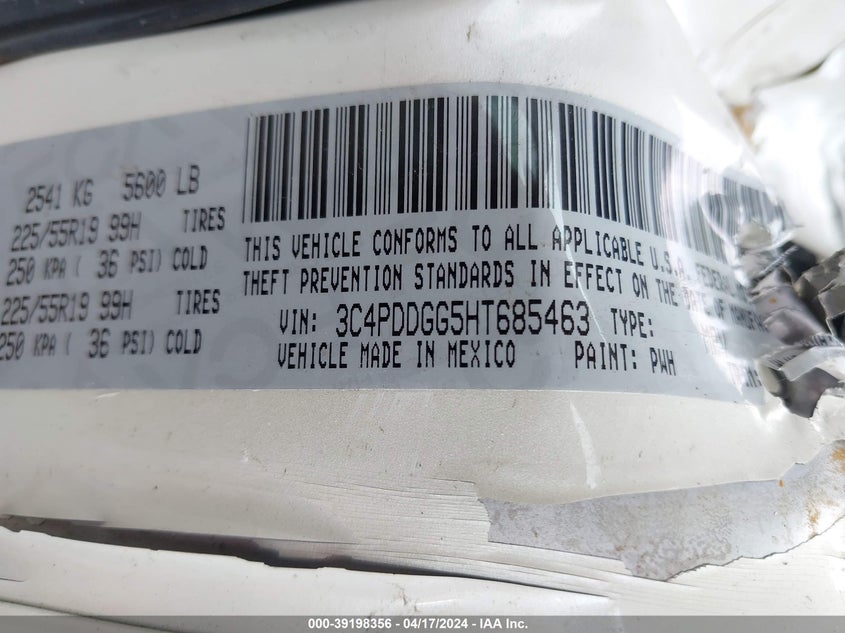 2541 KG 5600 LB
225/55R19 99H TIRES
250 KPA ( 36 PSI) COLD
225/55R19 99H TIRES
250 KPA ( 36 PSI) COLD
THIS VEHICLE CONFORMS TO ALL APPLICABLE U.S.A.
THEFT PREVENTION STANDARDS IN EFFECT ON THE DATE OF
VIN: 3C4PDDGG5HT685463 TYPE:
VEHICLE MADE IN MEXICO PAINT: PWH
000-39198356 - 04/17/2024 - IAA Inc.